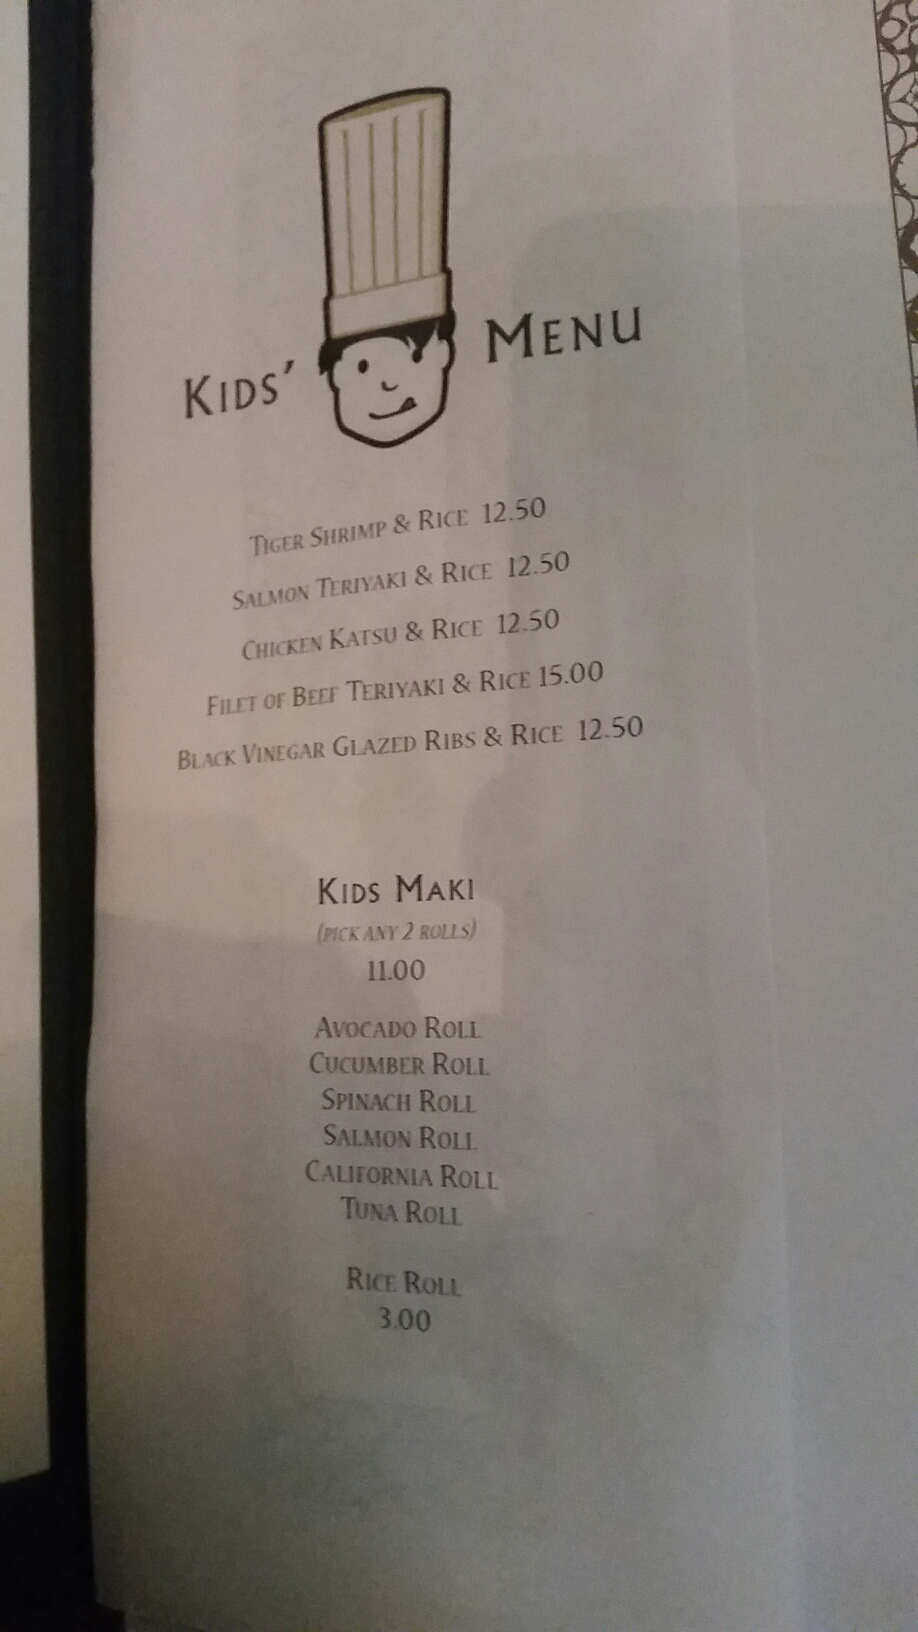 Kids' Menu
Tiger Shrimp & Rice 12.50
Salmon Teriyaki & Rice 12.50
Chicken Katsu & Rice 12.50
Filet of Beef Teriyaki & Rice 15.00
Black Vinegar Glazed Ribs & Rice 12.50
Kids Maki
(pick any 2 rolls)
11.00
Avocado Roll
Cucumber Roll
Spinach Roll
Salmon Roll
California Roll
Tuna Roll
Rice Roll
3.00